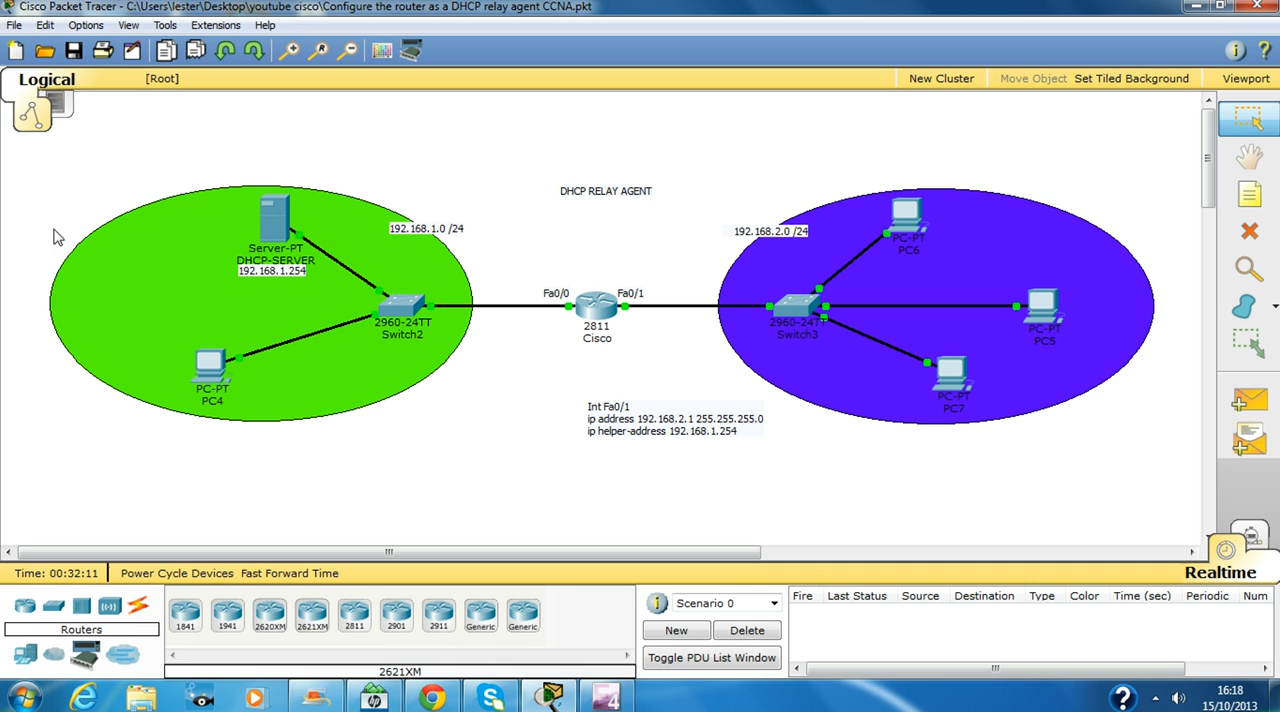 Cisco Packet Tracer - C:\Users\lester\Desktop\youtube cisco\Configure the router as a DHCP relay agent CCNA.pkt
File Edit Options View Tools Extensions Help
Logical [Root] New Cluster Move Object Set Tiled Background Viewport
DHCP RELAY AGENT
192.168.1.0 /24
192.168.2.0 /24
Server-PT
DHCP-SERVER
192.168.1.254
PC-PT
PC6
Fa0/0 Fa0/1
2960-24TT
Switch2
2811
Cisco
2960-24TT
Switch3
PC-PT
PC5
PC-PT
PC4
PC-PT
PC7
Int Fa0/1
ip address 192.168.2.1 255.255.255.0
ip helper-address 192.168.1.254
Time: 00:32:11 Power Cycle Devices Fast Forward Time
Realtime
Routers
1841 1941 2620XM 2621XM 2811 2901 2911 Generic Generic
2621XM
Scenario 0
New Delete
Toggle PDU List Window
Fire Last Status Source Destination Type Color Time (sec) Periodic Num
16:18
15/10/2013